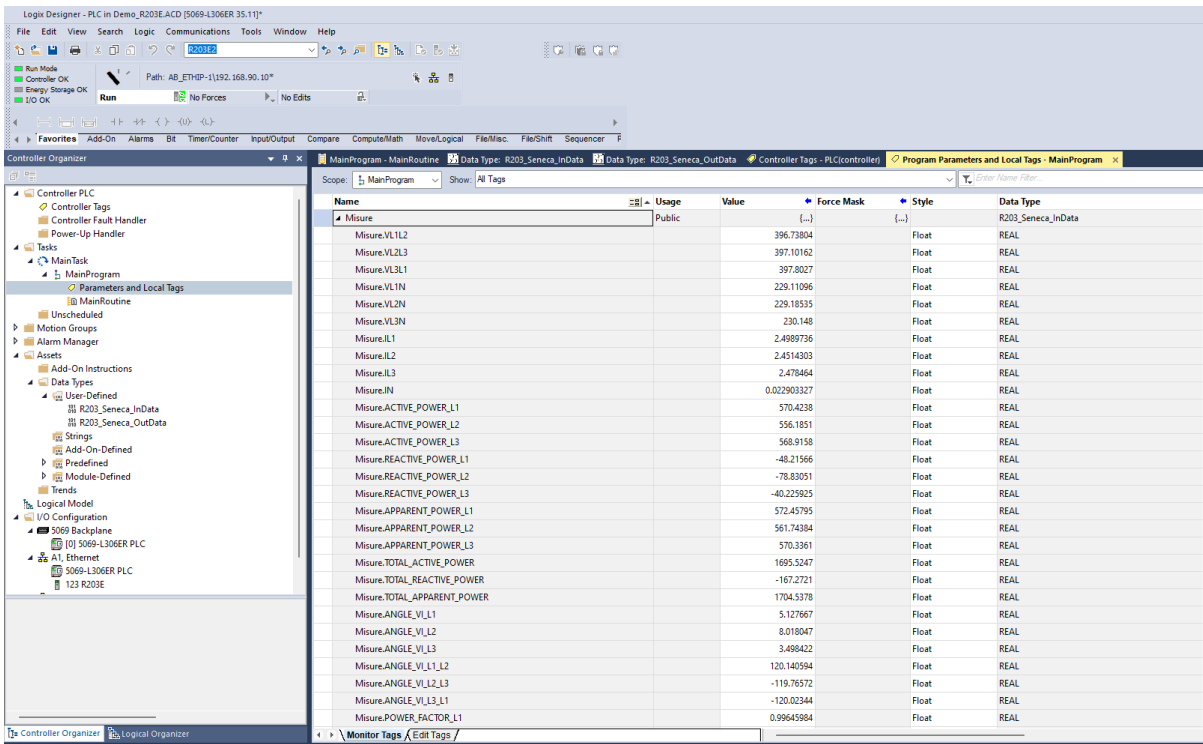 Logix Designer - PLC in Demo_R203E.ACD [5069-L306ER 35.11]*
File Edit View Search Logic Communications Tools Window Help
R203E2
Run Mode
Controller OK
Energy Storage OK
I/O OK
Path: AB_ETHIP-1\192.168.90.10*
Run No Forces No Edits
Favorites Add-On Alarms Bit Timer/Counter Input/Output Compare Compute/Math Move/Logical File/Misc. File/Shift Sequencer
Controller Organizer
Controller PLC
Controller Tags
Controller Fault Handler
Power-Up Handler
Tasks
MainTask
MainProgram
Parameters and Local Tags
MainRoutine
Unscheduled
Motion Groups
Alarm Manager
Assets
Add-On Instructions
Data Types
User-Defined
R203_Seneca_InData
R203_Seneca_OutData
Strings
Add-On-Defined
Predefined
Module-Defined
Trends
Logical Model
I/O Configuration
5069 Backplane
[0] 5069-L306ER PLC
A1, Ethernet
5069-L306ER PLC
123 R203E
Controller Organizer Logical Organizer
MainProgram - MainRoutine Data Type: R203_Seneca_InData Data Type: R203_Seneca_OutData Controller Tags - PLC(controller) Program Parameters and Local Tags - MainProgram
Scope: MainProgram Show: All Tags Enter Name Filter...
Name Usage Value Force Mask Style Data Type
Misure Public {...} {...} R203_Seneca_InData
Misure.VL1L2 396.73804 Float REAL
Misure.VL2L3 397.10162 Float REAL
Misure.VL3L1 397.8027 Float REAL
Misure.VL1N 229.11096 Float REAL
Misure.VL2N 229.18535 Float REAL
Misure.VL3N 230.148 Float REAL
Misure.IL1 2.4989736 Float REAL
Misure.IL2 2.4514303 Float REAL
Misure.IL3 2.478464 Float REAL
Misure.IN 0.022903327 Float REAL
Misure.ACTIVE_POWER_L1 570.4238 Float REAL
Misure.ACTIVE_POWER_L2 556.1851 Float REAL
Misure.ACTIVE_POWER_L3 568.9158 Float REAL
Misure.REACTIVE_POWER_L1 -48.21566 Float REAL
Misure.REACTIVE_POWER_L2 -78.83051 Float REAL
Misure.REACTIVE_POWER_L3 -40.225925 Float REAL
Misure.APPARENT_POWER_L1 572.45795 Float REAL
Misure.APPARENT_POWER_L2 561.74384 Float REAL
Misure.APPARENT_POWER_L3 570.3361 Float REAL
Misure.TOTAL_ACTIVE_POWER 1695.5247 Float REAL
Misure.TOTAL_REACTIVE_POWER -167.2721 Float REAL
Misure.TOTAL_APPARENT_POWER 1704.5378 Float REAL
Misure.ANGLE_VI_L1 5.127667 Float REAL
Misure.ANGLE_VI_L2 8.018047 Float REAL
Misure.ANGLE_VI_L3 3.498422 Float REAL
Misure.ANGLE_VI_L1_L2 120.140594 Float REAL
Misure.ANGLE_VI_L2_L3 -119.76572 Float REAL
Misure.ANGLE_VI_L3_L1 -120.02344 Float REAL
Misure.POWER_FACTOR_L1 0.99645984 Float REAL
Monitor Tags Edit Tags